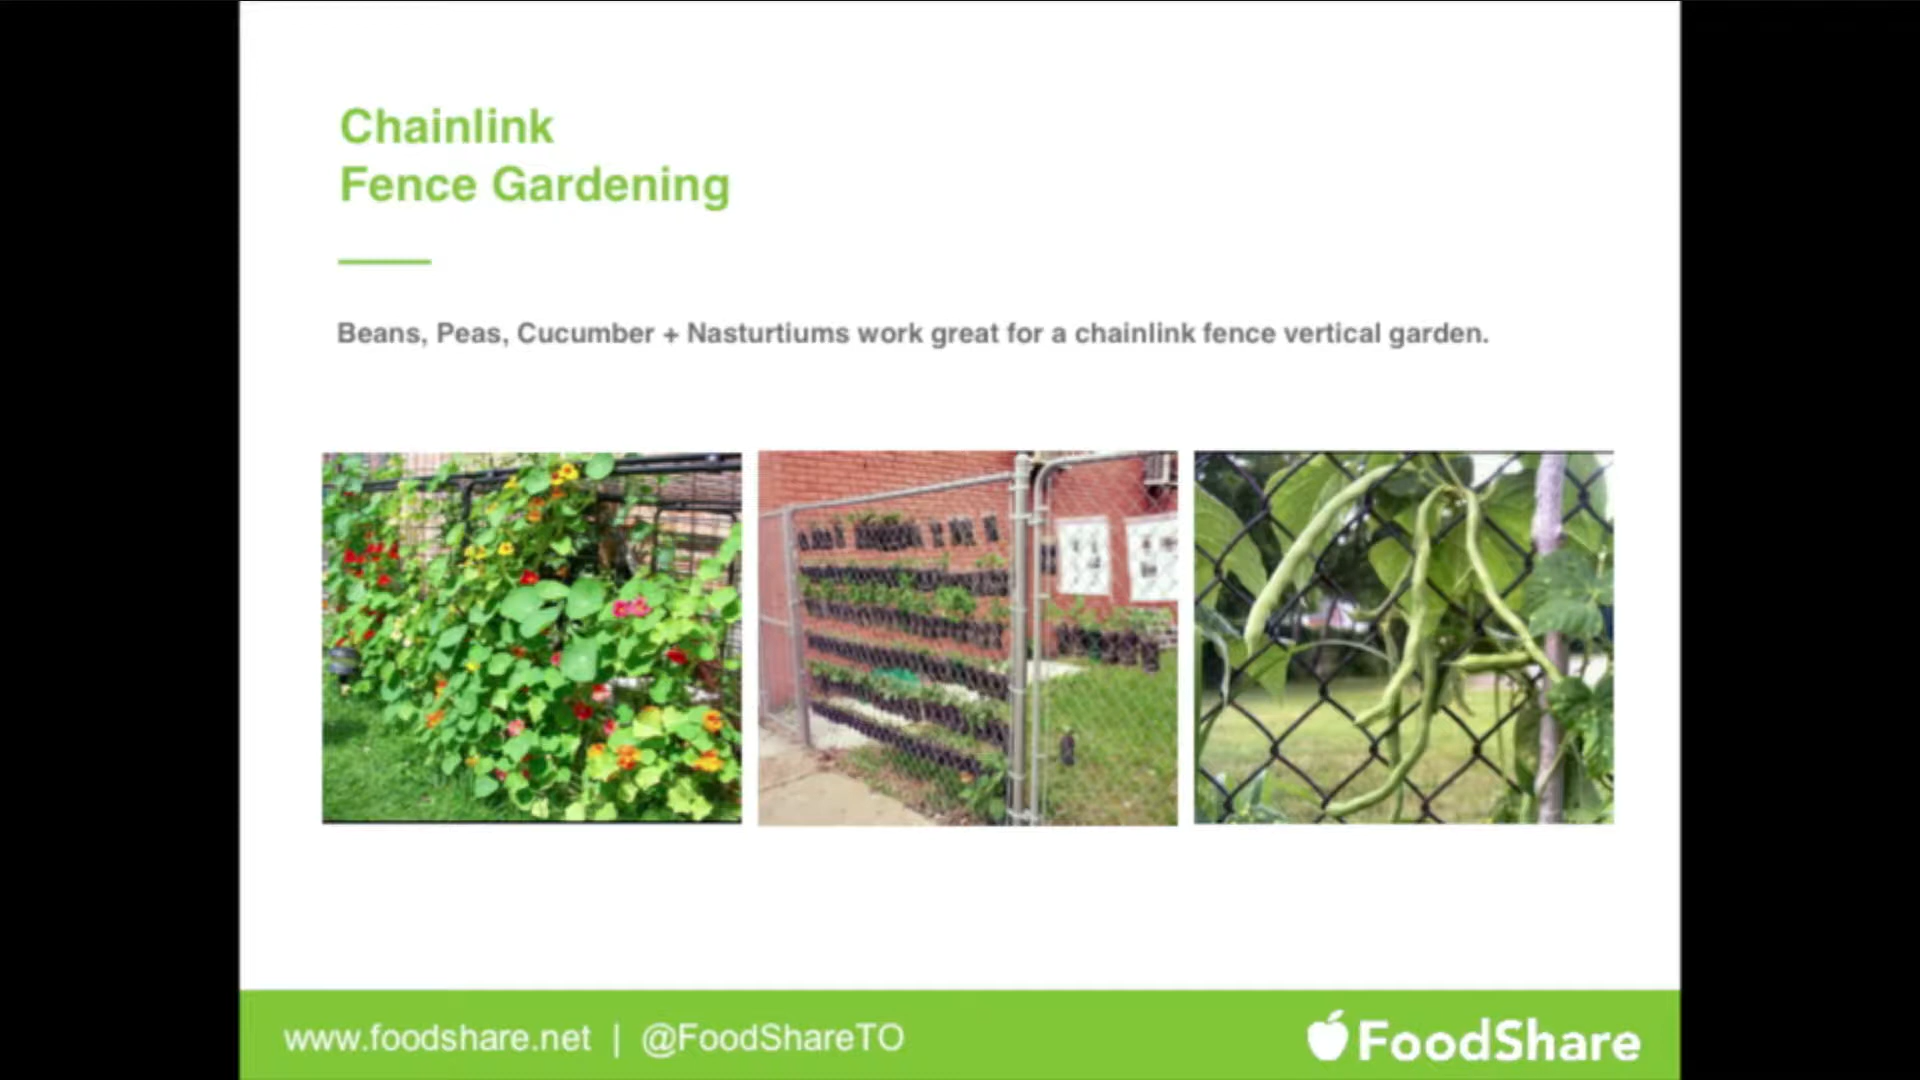 Chainlink
Fence Gardening
Beans, Peas, Cucumber + Nasturtiums work great for a chainlink fence vertical garden.
www.foodshare.net | @FoodShareTO
FoodShare